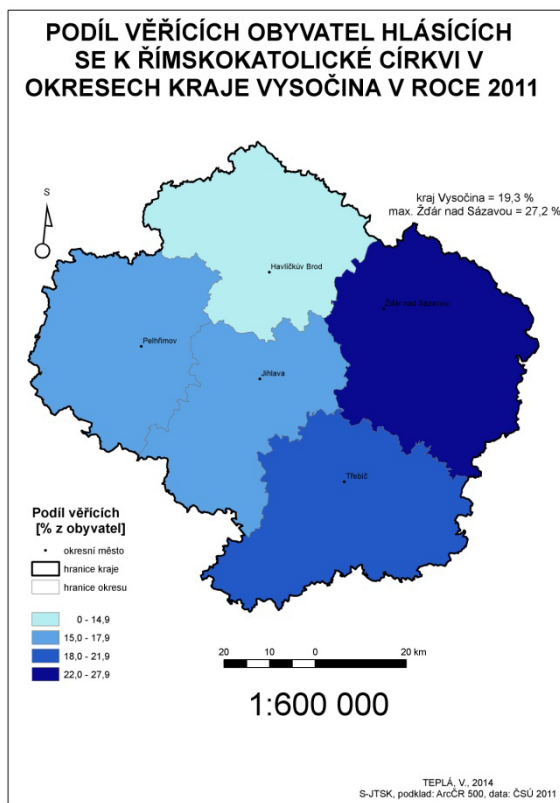 PODÍL VĚŘÍCÍCH OBYVATEL HLÁSÍCÍCH
SE K ŘÍMSKOKATOLICKÉ CÍRKVI V
OKRESECH KRAJE VYSOČINA V ROCE 2011
S
kraj Vysočina = 19,3 %
max. Žďár nad Sázavou = 27,2 %
Havlíčkův Brod
Žďár nad Sázavou
Pelhřimov
Jihlava
Třebíč
Podíl věřících
[% z obyvatel]
okresní město
hranice kraje
hranice okresu
0 - 14,9
15,0 - 17,9
18,0 - 21,9
22,0 - 27,9
20 10 0 20 km
1:600 000
TEPLÁ, V., 2014
S-JTSK, podklad: ArcČR 500, data: ČSÚ 2011